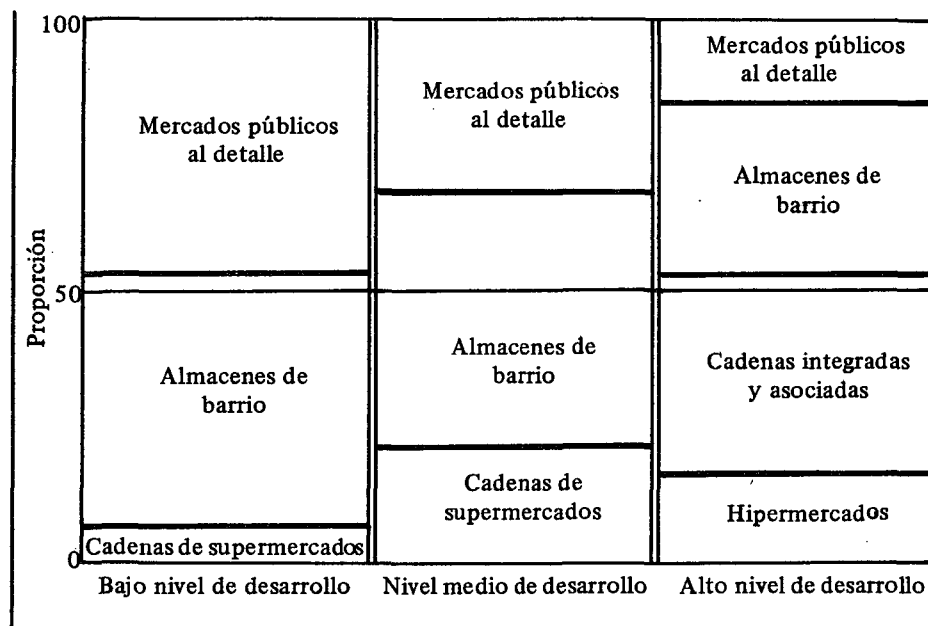 Proporción
100
50
0
Mercados públicos
al detalle
Almacenes de
barrio
Cadenas de supermercados
Bajo nivel de desarrollo
Mercados públicos
al detalle
Almacenes de
barrio
Cadenas de
supermercados
Nivel medio de desarrollo
Mercados públicos
al detalle
Almacenes de
barrio
Cadenas integradas
y asociadas
Hipermercados
Alto nivel de desarrollo